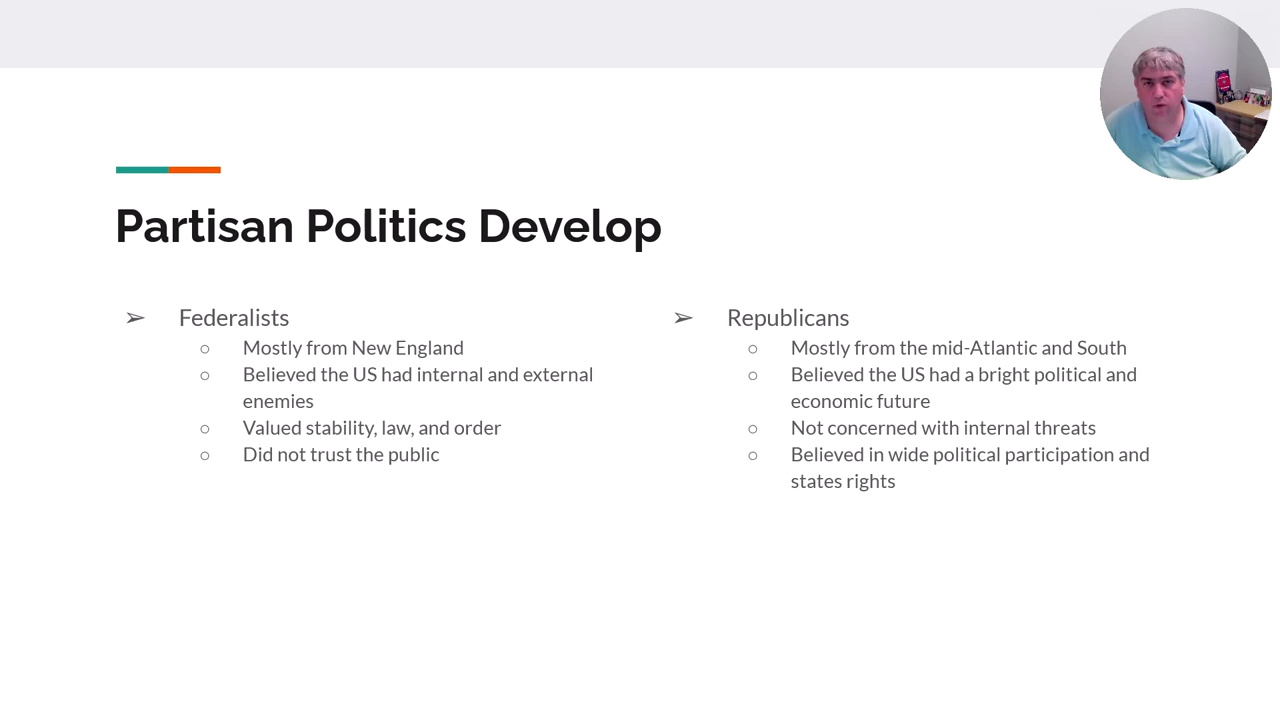 Partisan Politics Develop
➢ Federalists
○ Mostly from New England
○ Believed the US had internal and external
enemies
○ Valued stability, law, and order
○ Did not trust the public
➢ Republicans
○ Mostly from the mid-Atlantic and South
○ Believed the US had a bright political and
economic future
○ Not concerned with internal threats
○ Believed in wide political participation and
states rights